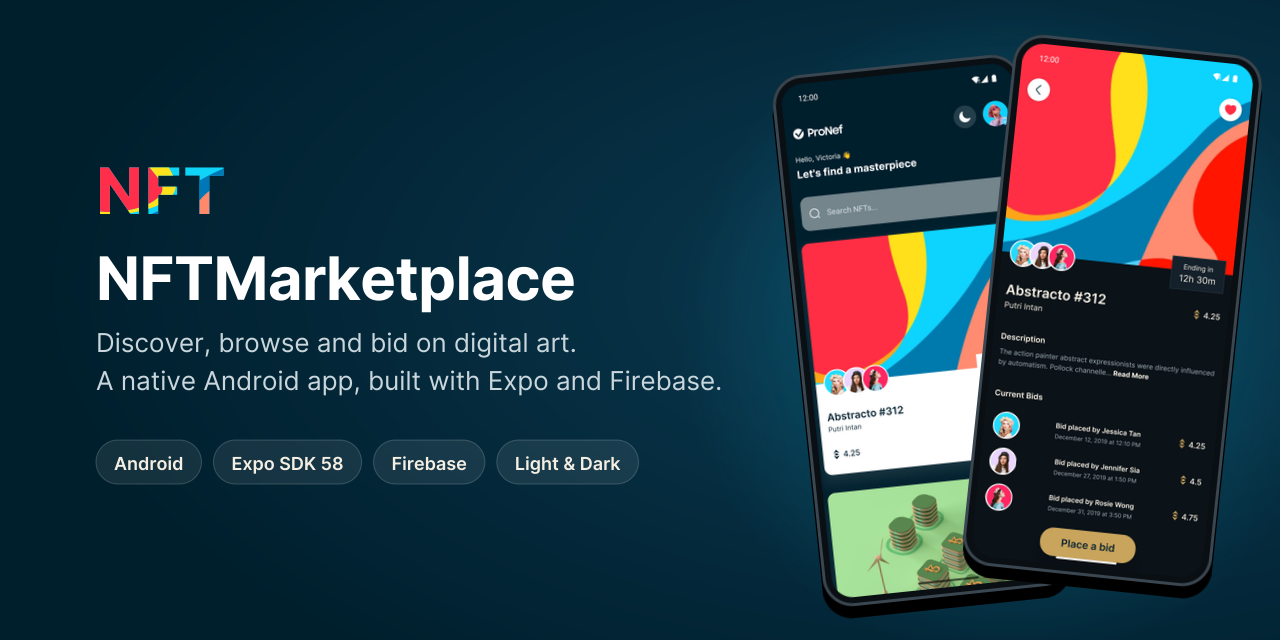 NFT
NFTMarketplace
Discover, browse and bid on digital art.
A native Android app, built with Expo and Firebase.
Android
Expo SDK 58
Firebase
Light & Dark
12:00
ProNef
Hello, Victoria 👋
Let's find a masterpiece
Search NFTs...
Abstracto #312
Putri Intan
4.25
12:00
Ending in
12h 30m
Abstracto #312
Putri Intan
4.25
Description
The action painter abstract expressionists were directly influenced
by automatism. Pollock channelle... Read More
Current Bids
Bid placed by Jessica Tan
December 12, 2019 at 12:10 PM
4.25
Bid placed by Jennifer Sia
December 27, 2019 at 1:50 PM
4.5
Bid placed by Rosie Wong
December 31, 2019 at 3:50 PM
4.75
Place a bid